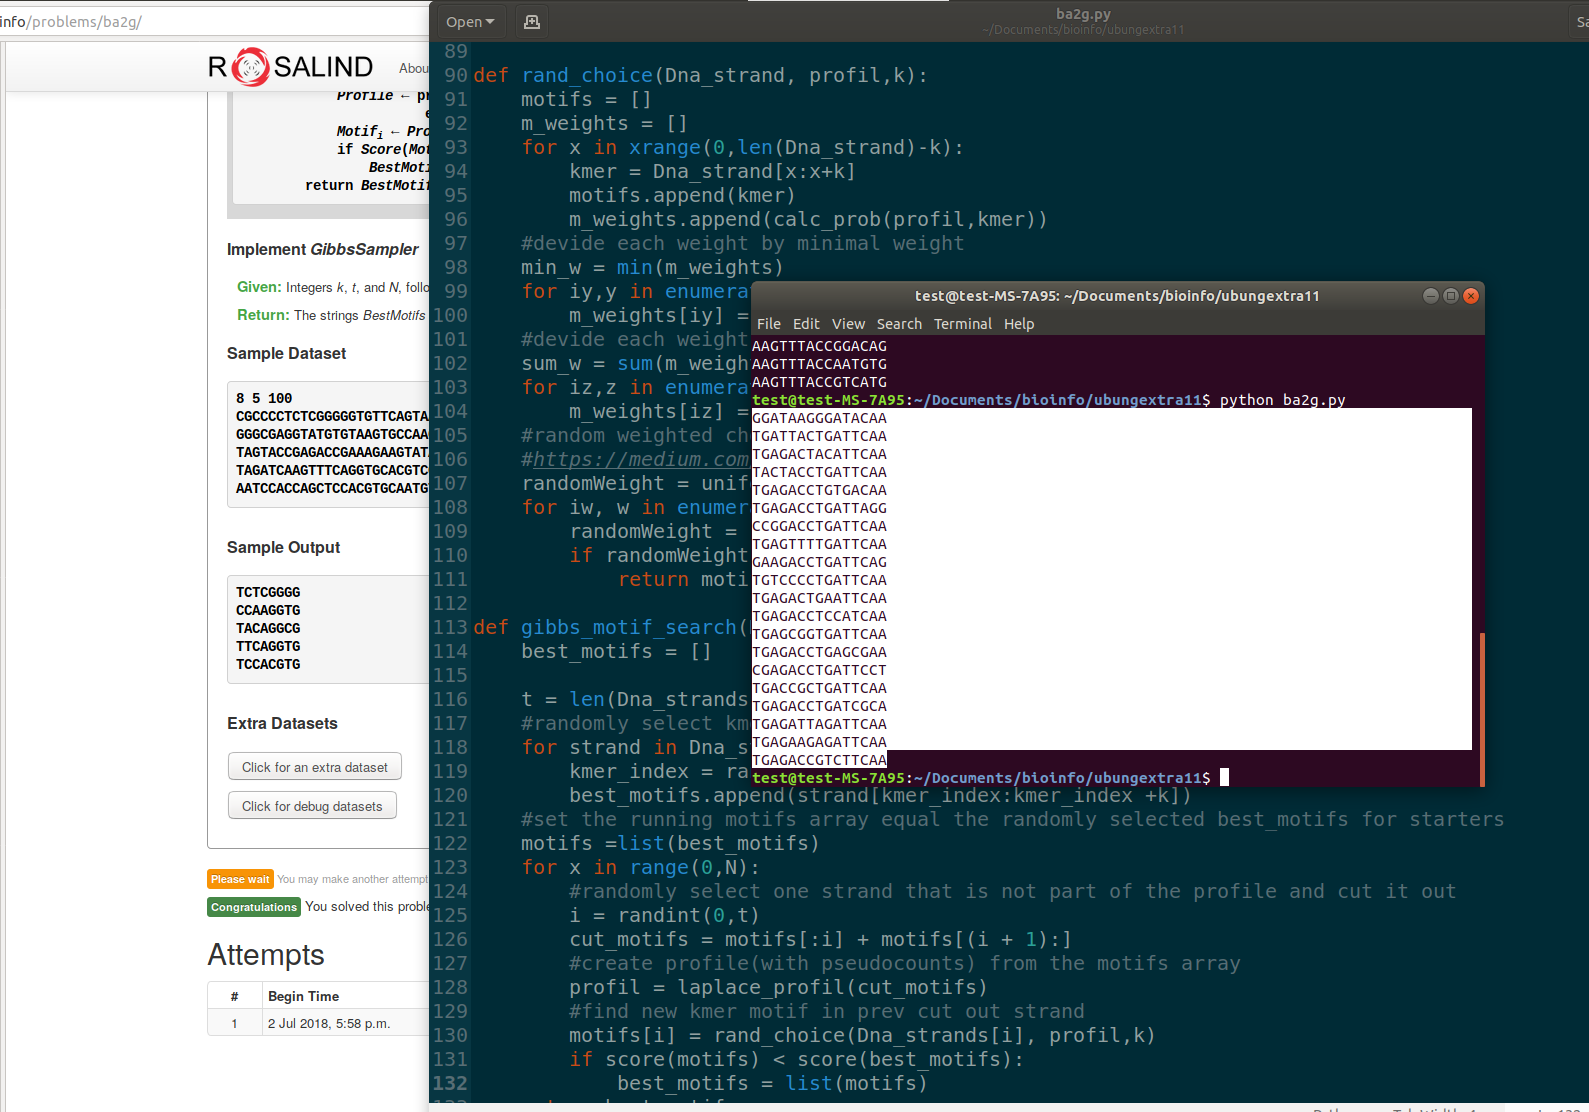 info/problems/ba2g/
ROSALIND
Abou
Profile ← pr
e
Motif_i ← Pro
if Score(Mot
BestMoti
return BestMotif
Implement GibbsSampler
Given: Integers k, t, and N, follo
Return: The strings BestMotifs
Sample Dataset
8 5 100
CGCCCCTCTCGGGGGTGTTCAGTAA
GGGCGAGGTATGTGTAAGTGCCAAG
TAGTACCGAGACCGAAAGAAGTATA
TAGATCAAGTTTCAGGTGCACGTCG
AATCCACCAGCTCCACGTGCAATGT
Sample Output
TCTCGGGG
CCAAGGTG
TACAGGCG
TTCAGGTG
TCCACGTG
Extra Datasets
Click for an extra dataset
Click for debug datasets
Please wait You may make another attempt
Congratulations You solved this proble
Attempts
# Begin Time
1 2 Jul 2018, 5:58 p.m.
Open
ba2g.py
~/Documents/bioinfo/ubungextra11
Sa
89
90 def rand_choice(Dna_strand, profil,k):
91 motifs = []
92 m_weights = []
93 for x in xrange(0,len(Dna_strand)-k):
94 kmer = Dna_strand[x:x+k]
95 motifs.append(kmer)
96 m_weights.append(calc_prob(profil,kmer))
97 #devide each weight by minimal weight
98 min_w = min(m_weights)
99 for iy,y in enumera
100 m_weights[iy] =
101 #devide each weight
102 sum_w = sum(m_weigh
103 for iz,z in enumera
104 m_weights[iz] =
105 #random weighted ch
106 #https://medium.com
107 randomWeight = unif
108 for iw, w in enumer
109 randomWeight =
110 if randomWeight
111 return moti
112
113 def gibbs_motif_search(
114 best_motifs = []
115
116 t = len(Dna_strands
117 #randomly select km
118 for strand in Dna_s
119 kmer_index = ra
120 best_motifs.append(strand[kmer_index:kmer_index +k])
121 #set the running motifs array equal the randomly selected best_motifs for starters
122 motifs =list(best_motifs)
123 for x in range(0,N):
124 #randomly select one strand that is not part of the profile and cut it out
125 i = randint(0,t)
126 cut_motifs = motifs[:i] + motifs[(i + 1):]
127 #create profile(with pseudocounts) from the motifs array
128 profil = laplace_profil(cut_motifs)
129 #find new kmer motif in prev cut out strand
130 motifs[i] = rand_choice(Dna_strands[i], profil,k)
131 if score(motifs) < score(best_motifs):
132 best_motifs = list(motifs)
test@test-MS-7A95: ~/Documents/bioinfo/ubungextra11
File Edit View Search Terminal Help
AAGTTTACCGGACAG
AAGTTTACCAATGTG
AAGTTTACCGTCATG
test@test-MS-7A95:~/Documents/bioinfo/ubungextra11$ python ba2g.py
GGATAAGGGATACAA
TGATTACTGATTCAA
TGAGACTACATTCAA
TACTACCTGATTCAA
TGAGACCTGTGACAA
TGAGACCTGATTAGG
CCGGACCTGATTCAA
TGAGTTTTGATTCAA
GAAGACCTGATTCAG
TGTCCCCTGATTCAA
TGAGACTGAATTCAA
TGAGACCTCCATCAA
TGAGCGGTGATTCAA
TGAGACCTGAGCGAA
CGAGACCTGATTCCT
TGACCGCTGATTCAA
TGAGACCTGATCGCA
TGAGATTAGATTCAA
TGAGAAGAGATTCAA
TGAGACCGTCTTCAA
test@test-MS-7A95:~/Documents/bioinfo/ubungextra11$